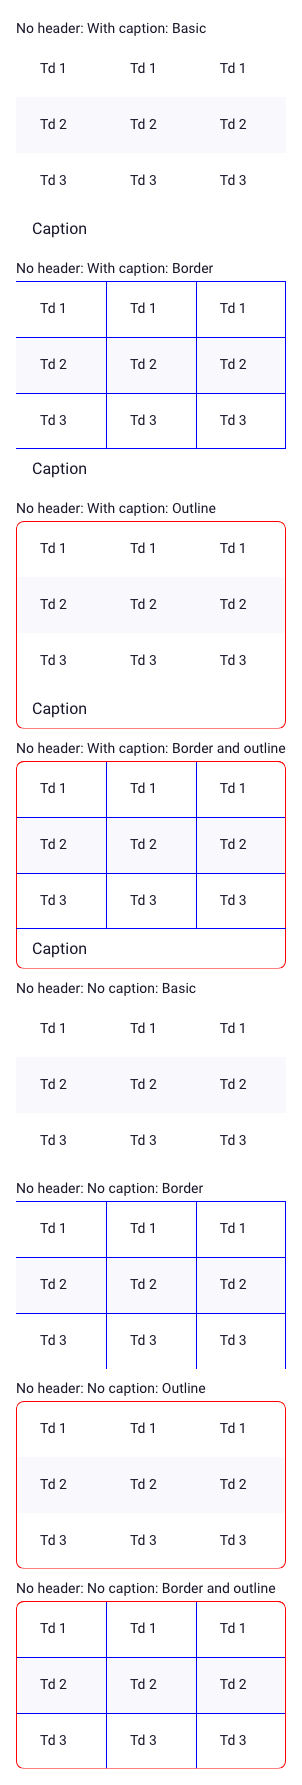 No header: With caption: Basic
Td 1 Td 1 Td 1
Td 2 Td 2 Td 2
Td 3 Td 3 Td 3
Caption
No header: With caption: Border
Td 1 Td 1 Td 1
Td 2 Td 2 Td 2
Td 3 Td 3 Td 3
Caption
No header: With caption: Outline
Td 1 Td 1 Td 1
Td 2 Td 2 Td 2
Td 3 Td 3 Td 3
Caption
No header: With caption: Border and outline
Td 1 Td 1 Td 1
Td 2 Td 2 Td 2
Td 3 Td 3 Td 3
Caption
No header: No caption: Basic
Td 1 Td 1 Td 1
Td 2 Td 2 Td 2
Td 3 Td 3 Td 3
No header: No caption: Border
Td 1 Td 1 Td 1
Td 2 Td 2 Td 2
Td 3 Td 3 Td 3
No header: No caption: Outline
Td 1 Td 1 Td 1
Td 2 Td 2 Td 2
Td 3 Td 3 Td 3
No header: No caption: Border and outline
Td 1 Td 1 Td 1
Td 2 Td 2 Td 2
Td 3 Td 3 Td 3